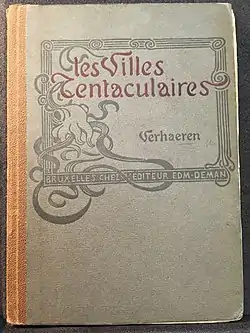 Les Villes
Tentaculaires
Verhaeren
BRUXELLES CHEZ L'EDITEUR EDM·DEMAN